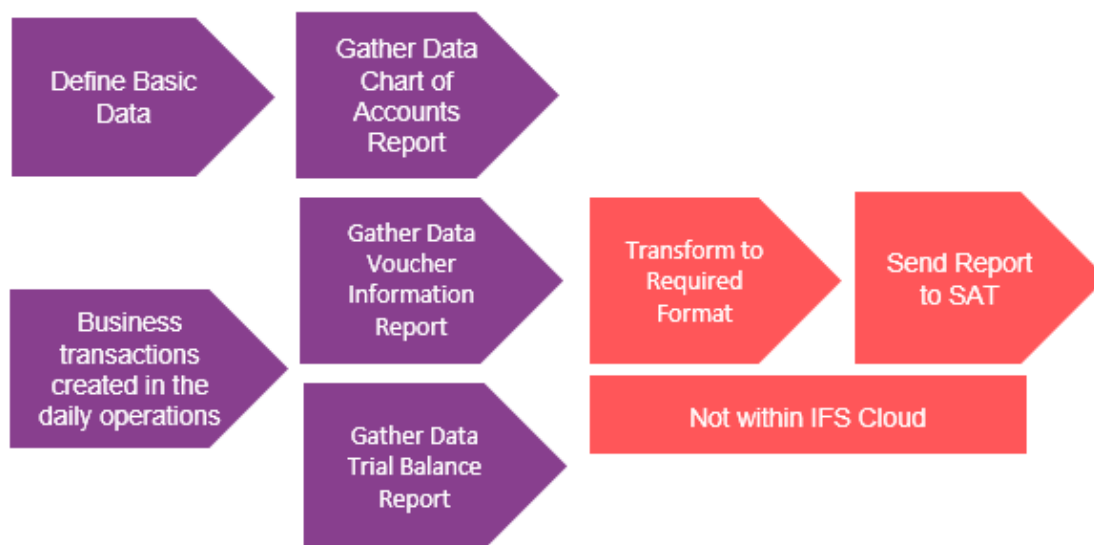 Define Basic
Data
Gather Data
Chart of
Accounts
Report
Business
transactions
created in the
daily operations
Gather Data
Voucher
Information
Report
Gather Data
Trial Balance
Report
Transform to
Required
Format
Send Report
to SAT
Not within IFS Cloud